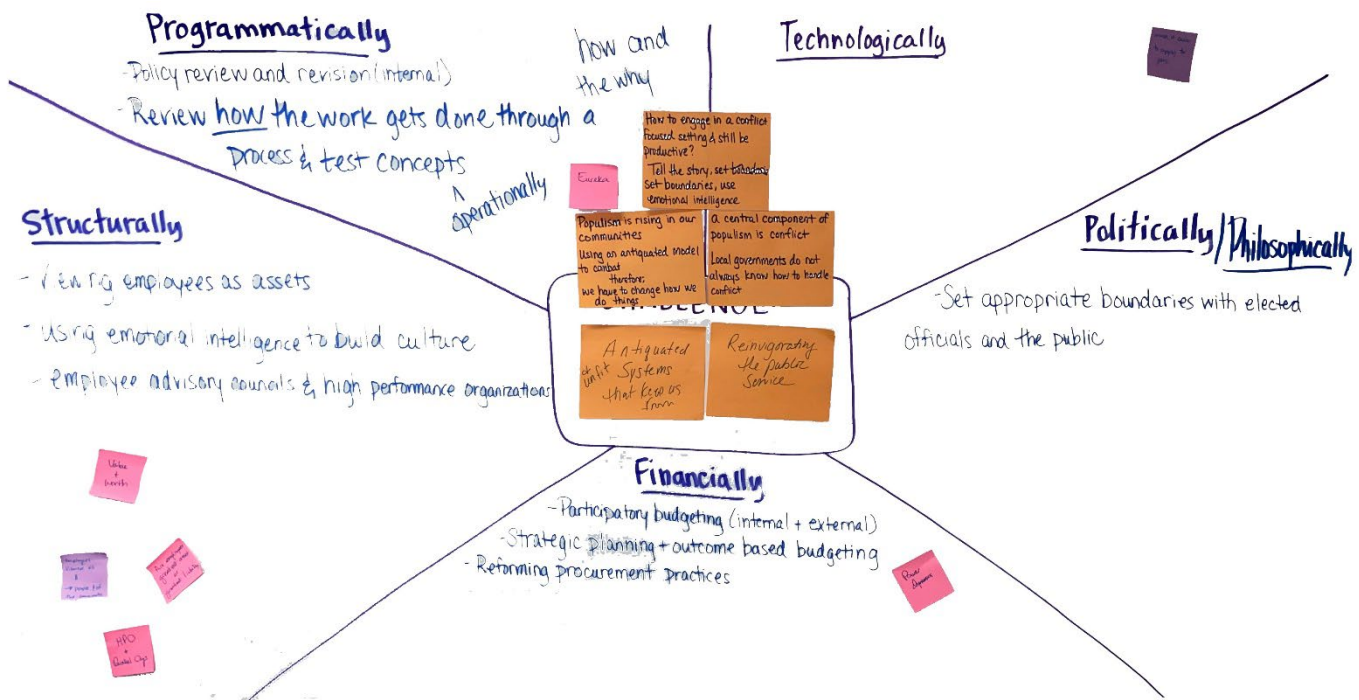 Programmatically
-Policy review and revision (internal)
-Review how the work gets done through a
process & test concepts
^
operationally
how and
the why
Technologically
How to engage in a conflict
focused setting & still be
productive?
Tell the story, set
set boundaries, use
emotional intelligence
Eureka
Populism is rising in our
communities
Using an antiquated model
to combat
therefore:
we have to change how we
do things
a central component of
populism is conflict
Local governments do not
always know how to handle
conflict
Structurally
- employees as assets
- using emotional intelligence to build culture
- employee advisory councils & high performance organizations
Politically/Philosophically
-Set appropriate boundaries with elected
officials and the public
Antiquated
unfit Systems
that keep us
Reinvigorating
the public
Service
Financially
-Participatory budgeting (internal + external)
-Strategic planning + outcome based budgeting
- Reforming procurement practices
+
health
HPO
+
Power